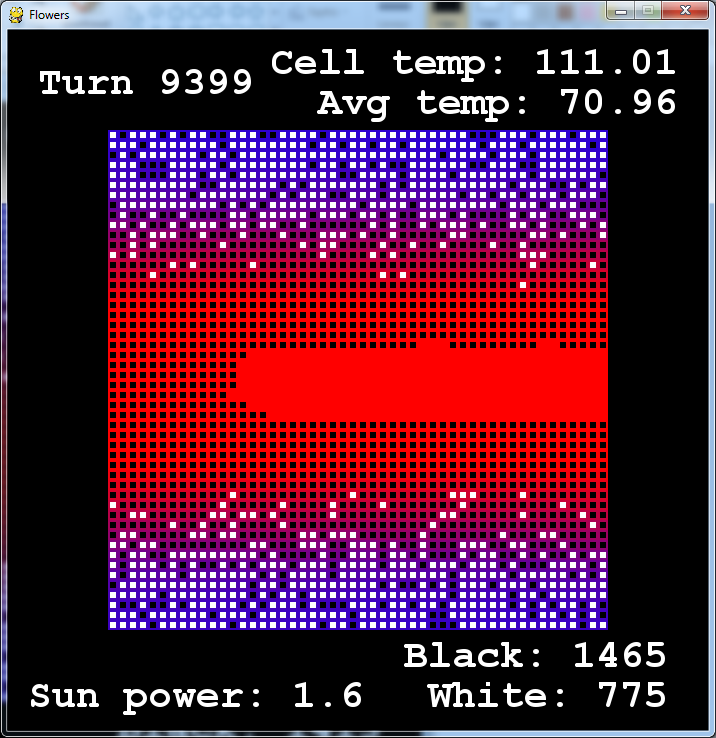 Flowers
Turn 9399
Cell temp: 111.01
Avg temp: 70.96
Black: 1465
Sun power: 1.6
White: 775